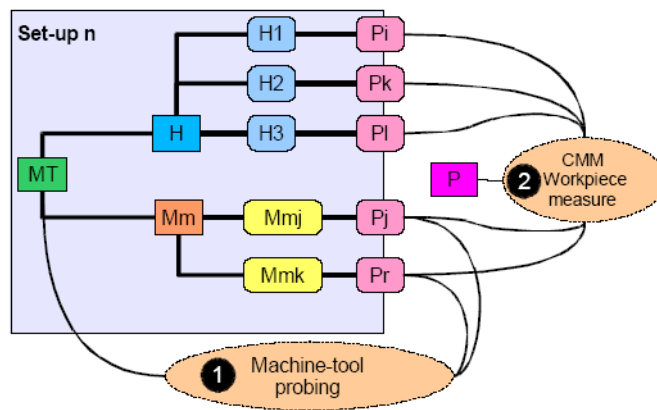 Set-up n
H1
Pi
H2
Pk
H
H3
Pl
MT
P
2
CMM
Workpiece
measure
Mm
Mmj
Pj
Mmk
Pr
1
Machine-tool
probing